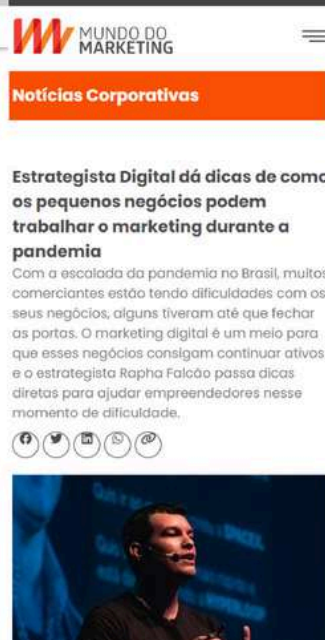 MUNDO DO
MARKETING
Notícias Corporativas
Estrategista Digital dá dicas de como
os pequenos negócios podem
trabalhar o marketing durante a
pandemia
Com a escalada da pandemia no Brasil, muitos
comerciantes estão tendo dificuldades com os
seus negócios, alguns tiveram até que fechar
as portas. O marketing digital é um meio para
que esses negócios consigam continuar ativos
e o estrategista Rapha Falcão passa dicas
diretas para ajudar empreendedores nesse
momento de dificuldade.